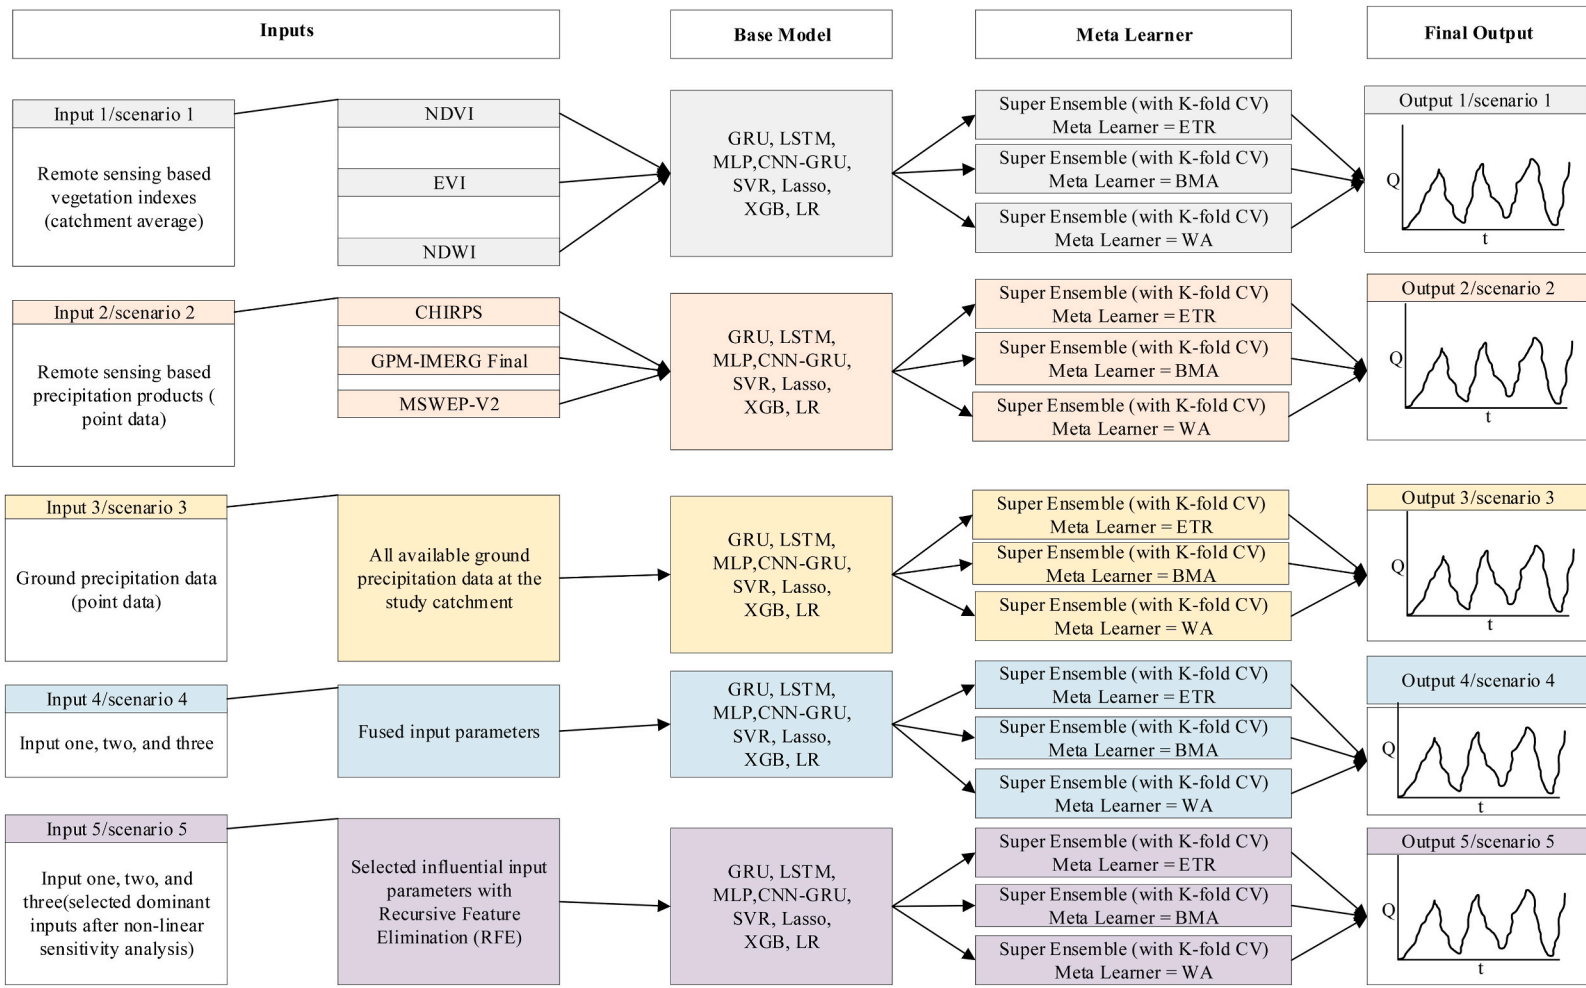 Inputs
Base Model
Meta Learner
Final Output
Input 1/scenario 1
Remote sensing based
vegetation indexes
(catchment average)
NDVI
EVI
NDWI
GRU, LSTM,
MLP,CNN-GRU,
SVR, Lasso,
XGB, LR
Super Ensemble (with K-fold CV)
Meta Learner = ETR
Super Ensemble (with K-fold CV)
Meta Learner = BMA
Super Ensemble (with K-fold CV)
Meta Learner = WA
Output 1/scenario 1
Q
t
Input 2/scenario 2
Remote sensing based
precipitation products (
point data)
CHIRPS
GPM-IMERG Final
MSWEP-V2
GRU, LSTM,
MLP,CNN-GRU,
SVR, Lasso,
XGB, LR
Super Ensemble (with K-fold CV)
Meta Learner = ETR
Super Ensemble (with K-fold CV)
Meta Learner = BMA
Super Ensemble (with K-fold CV)
Meta Learner = WA
Output 2/scenario 2
Q
t
Input 3/scenario 3
Ground precipitation data
(point data)
All available ground
precipitation data at the
study catchment
GRU, LSTM,
MLP,CNN-GRU,
SVR, Lasso,
XGB, LR
Super Ensemble (with K-fold CV)
Meta Learner = ETR
Super Ensemble (with K-fold CV)
Meta Learner = BMA
Super Ensemble (with K-fold CV)
Meta Learner = WA
Output 3/scenario 3
Q
t
Input 4/scenario 4
Input one, two, and three
Fused input parameters
GRU, LSTM,
MLP,CNN-GRU,
SVR, Lasso,
XGB, LR
Super Ensemble (with K-fold CV)
Meta Learner = ETR
Super Ensemble (with K-fold CV)
Meta Learner = BMA
Super Ensemble (with K-fold CV)
Meta Learner = WA
Output 4/scenario 4
Q
t
Input 5/scenario 5
Input one, two, and
three(selected dominant
inputs after non-linear
sensitivity analysis)
Selected influential input
parameters with
Recursive Feature
Elimination (RFE)
GRU, LSTM,
MLP,CNN-GRU,
SVR, Lasso,
XGB, LR
Super Ensemble (with K-fold CV)
Meta Learner = ETR
Super Ensemble (with K-fold CV)
Meta Learner = BMA
Super Ensemble (with K-fold CV)
Meta Learner = WA
Output 5/scenario 5
Q
t